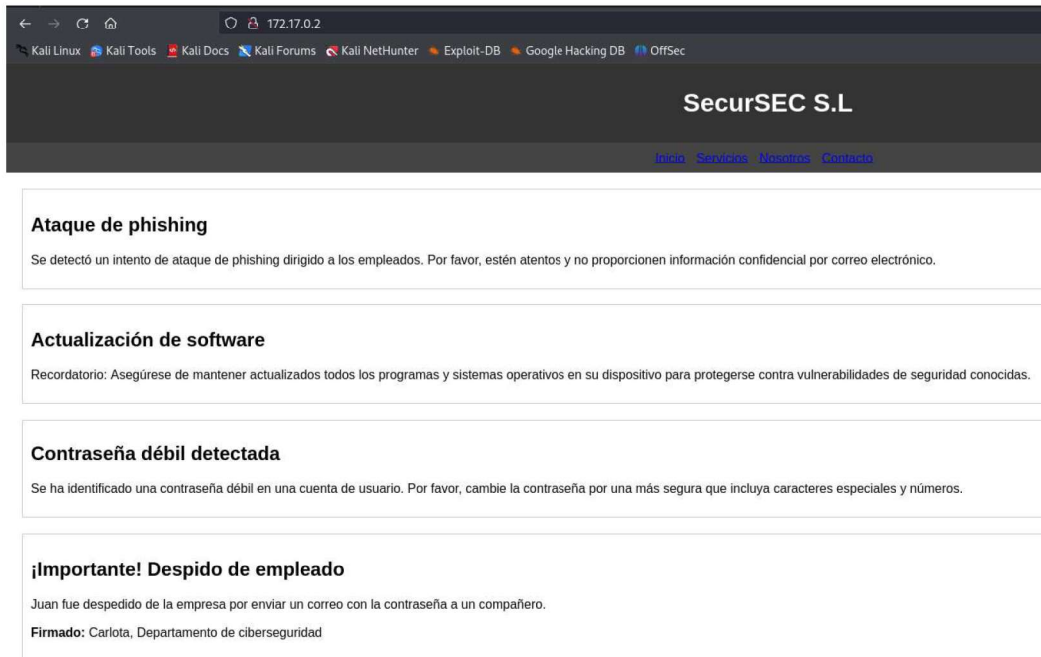 172.17.0.2
Kali Linux Kali Tools Kali Docs Kali Forums Kali NetHunter Exploit-DB Google Hacking DB OffSec
SecurSEC S.L
Inicio Servicios Nosotros Contacto
Ataque de phishing
Se detectó un intento de ataque de phishing dirigido a los empleados. Por favor, estén atentos y no proporcionen información confidencial por correo electrónico.
Actualización de software
Recordatorio: Asegúrese de mantener actualizados todos los programas y sistemas operativos en su dispositivo para protegerse contra vulnerabilidades de seguridad conocidas.
Contraseña débil detectada
Se ha identificado una contraseña débil en una cuenta de usuario. Por favor, cambie la contraseña por una más segura que incluya caracteres especiales y números.
¡Importante! Despido de empleado
Juan fue despedido de la empresa por enviar un correo con la contraseña a un compañero.
Firmado: Carlota, Departamento de ciberseguridad